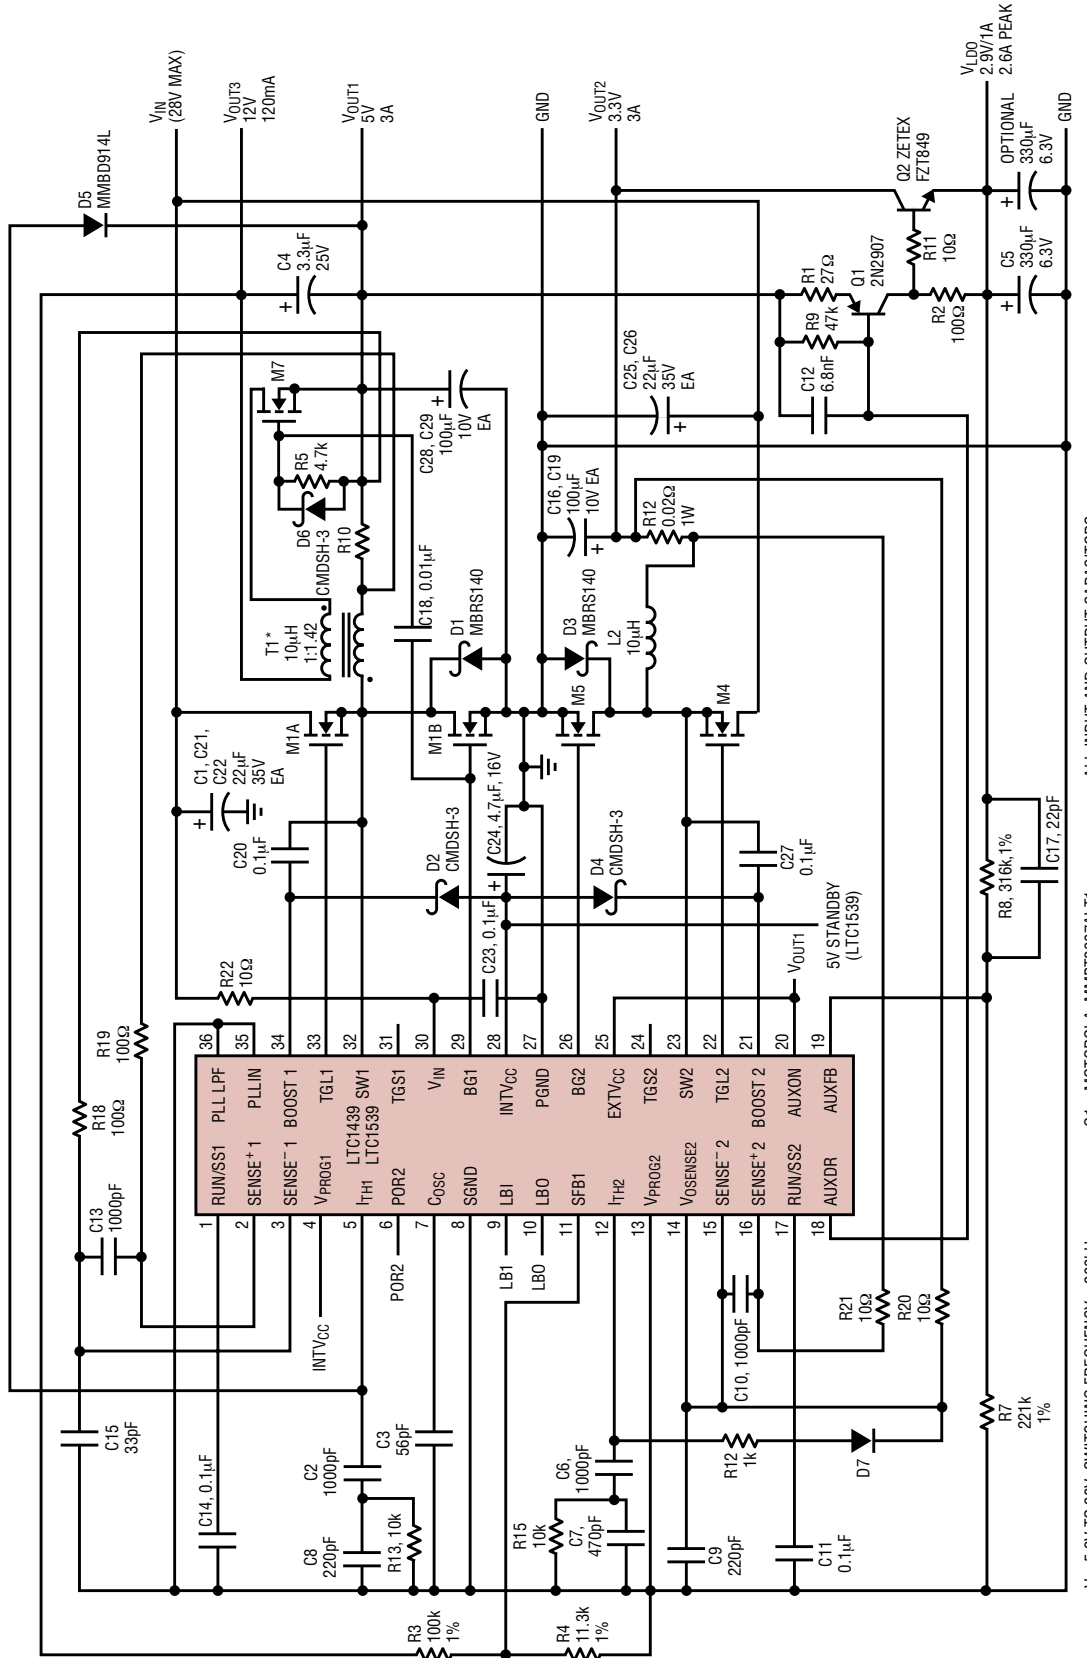 D5
MMBD914L
VIN
(28V MAX)
VOUT3
12V
120mA
VOUT1
5V
3A
GND
VOUT2
3.3V
3A
VLDO
2.9V/1A
2.6A PEAK
GND
C4
3.3µF
25V
+
Q2 ZETEX
FZT849
OPTIONAL
330µF
6.3V
+
R11
10Ω
C5
330µF
6.3V
+
R1
27Ω
Q1
2N2907
R9
47k
R2
100Ω
C12
6.8nF
M7
R5
4.7k
D6
CMDSH-3
R10
C28, C29
100µF
10V
EA
+
C25, C26
22µF
35V
EA
+
C16, C19
100µF
10V EA
+
R12
0.02Ω
1W
T1*
10µH
1:1.42
C18, 0.01µF
D1
MBRS140
D3
MBRS140
L2
10µH
M1A
M1B
M5
M4
C1, C21,
C22
22µF
35V
EA
+
C20
0.1µF
D2
CMDSH-3
C24, 4.7µF, 16V
+
D4
CMDSH-3
C27
0.1µF
C23, 0.1µF
5V STANDBY
(LTC1539)
VOUT1
R8, 316k,1%
C17, 22pF
R22
10Ω
R19
100Ω
R18
100Ω
36
35
34
33
32
31
30
29
28
27
26
25
24
23
22
21
20
19
PLL LPF
PLLIN
BOOST 1
TGL1
SW1
TGS1
VIN
BG1
INTVCC
PGND
BG2
EXTVCC
TGS2
SW2
TGL2
BOOST 2
AUXON
AUXFB
LTC1439
LTC1539
RUN/SS1
SENSE+ 1
SENSE− 1
VPROG1
ITH1
POR2
COSC
SGND
LBI
LBO
SFB1
ITH2
VPROG2
VOSENSE2
SENSE− 2
SENSE+ 2
RUN/SS2
AUXDR
1
2
3
4
5
6
7
8
9
10
11
12
13
14
15
16
17
18
C13
1000pF
INTVCC
POR2
LB1
LBO
C10, 1000pF
R21
10Ω
R20
10Ω
C15
33pF
C14, 0.1µF
C2
1000pF
C3
56pF
C8
220pF
R13, 10k
C6,
1000pF
R15
10k
C7,
470pF
R12
1k
D7
C9
220pF
C11
0.1µF
R7
221k
1%
R3
100k
1%
R4
11.3k
1%